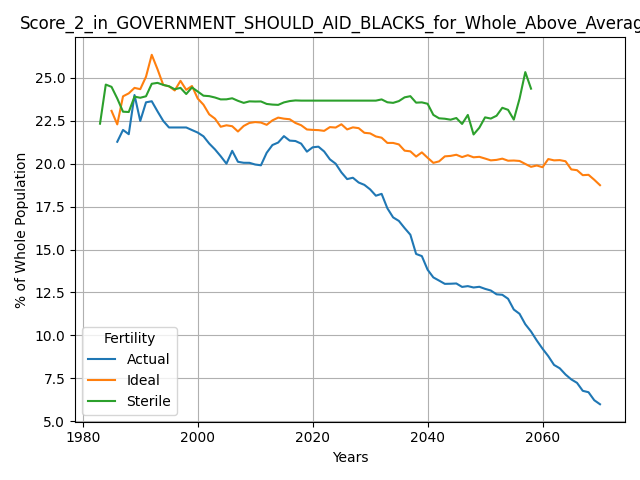 Score_2_in_GOVERNMENT_SHOULD_AID_BLACKS_for_Whole_Above_Averag
% of Whole Population
25.0
22.5
20.0
17.5
15.0
12.5
10.0
7.5
5.0
Fertility
Actual
Ideal
Sterile
1980 2000 2020 2040 2060
Years